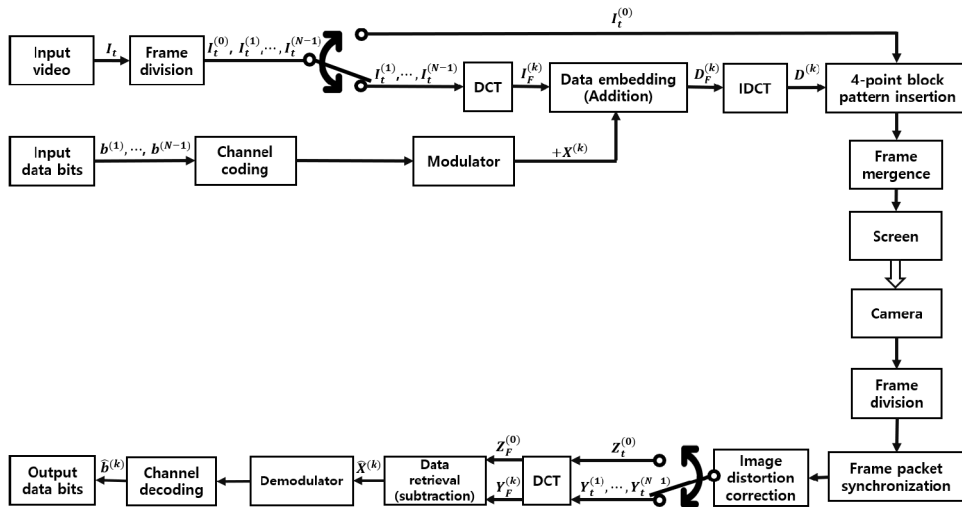 I_t^{(0)}
Input
video
I_t
Frame
division
I_t^{(0)}, I_t^{(1)}, ⋯, I_t^{(N−1)}
I_t^{(1)}, ⋯, I_t^{(N−1)}
DCT
I_F^{(k)}
Data embedding
(Addition)
D_F^{(k)}
IDCT
D^{(k)}
4-point block
pattern insertion
Input
data bits
b^{(1)}, ⋯, b^{(N−1)}
Channel
coding
Modulator
+X^{(k)}
Frame
mergence
Screen
Camera
Frame
division
Frame packet
synchronization
Image
distortion
correction
Z_t^{(0)}
Y_t^{(1)}, ⋯, Y_t^{(N−1)}
DCT
Z_F^{(0)}
Y_F^{(k)}
Data
retrieval
(subtraction)
X̂^{(k)}
Demodulator
Channel
decoding
b̂^{(k)}
Output
data bits